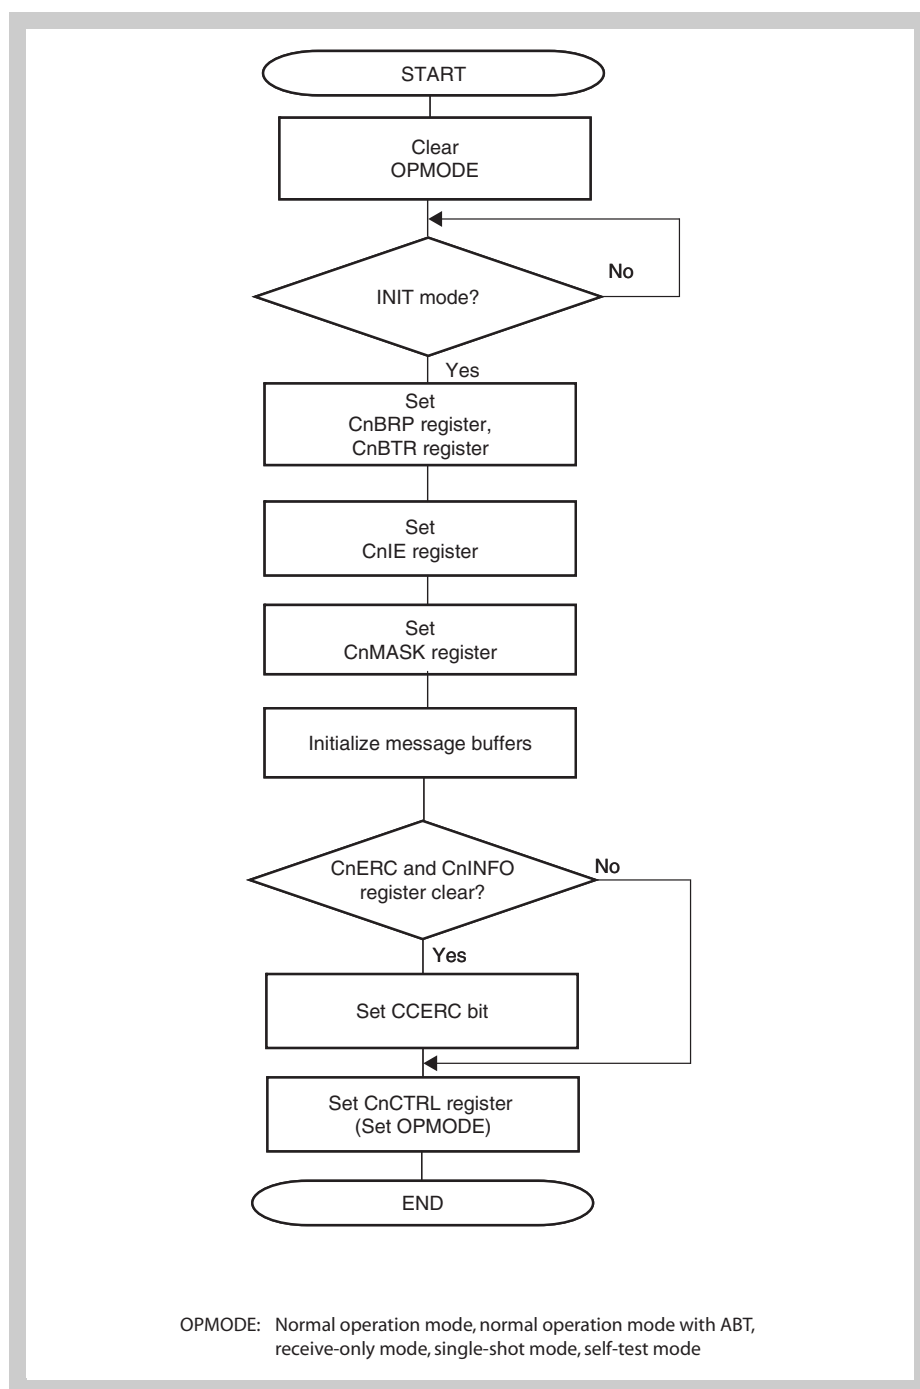 START
Clear
OPMODE
No
INIT mode?
Yes
Set
CnBRP register,
CnBTR register
Set
CnIE register
Set
CnMASK register
Initialize message buffers
CnERC and CnINFO
register clear?
No
Yes
Set CCERC bit
Set CnCTRL register
(Set OPMODE)
END
OPMODE: Normal operation mode, normal operation mode with ABT,
receive-only mode, single-shot mode, self-test mode